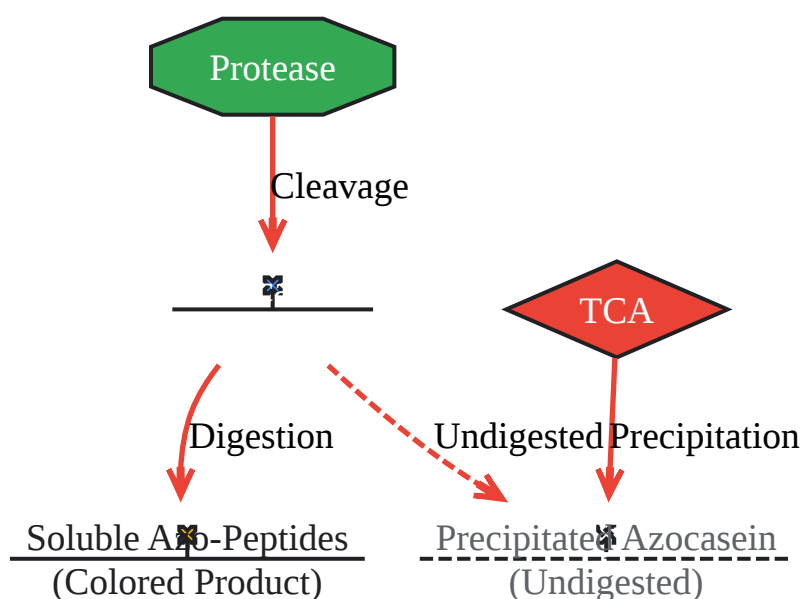 Protease
Cleavage
TCA
Digestion
Undigested
Precipitation
Soluble Azo-Peptides
(Colored Product)
Precipitated Azocasein
(Undigested)